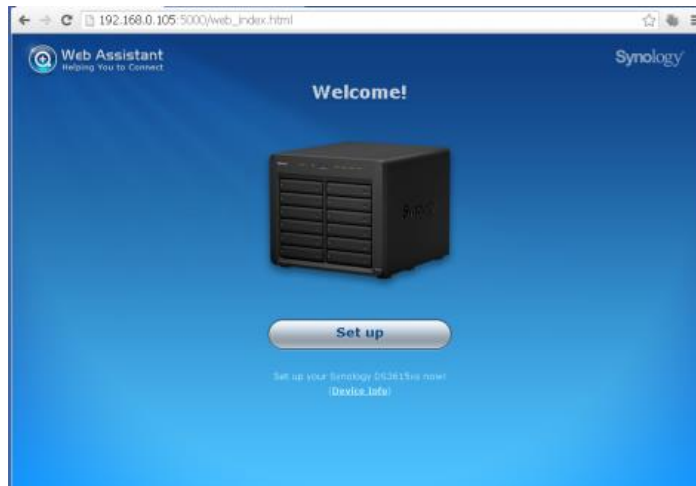 192.168.0.105:5000/web_index.html
Web Assistant
Helping You to Connect
Synology
Welcome!
Set up
Set up your Synology DS3615xs now!
(Device Info)